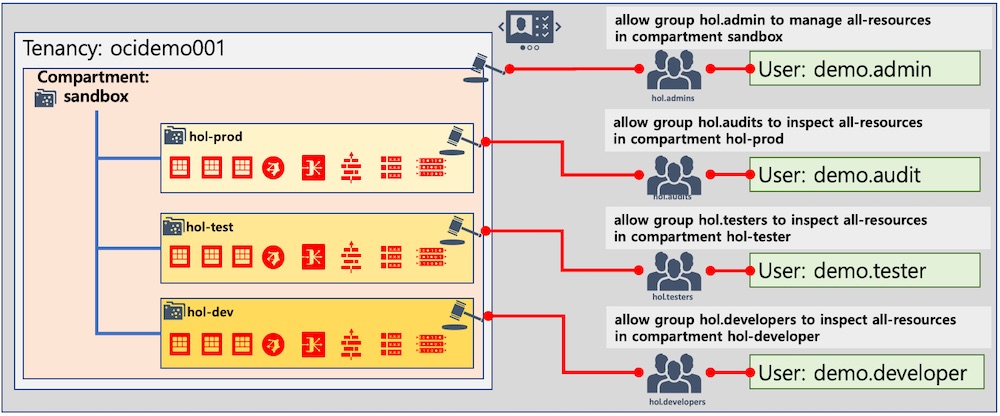 Tenancy: ocidemo001
Compartment:
sandbox
hol-prod
hol-test
hol-dev
allow group hol.admin to manage all-resources
in compartment sandbox
hol.admins
User: demo.admin
allow group hol.audits to inspect all-resources
in compartment hol-prod
hol.audits
User: demo.audit
allow group hol.testers to inspect all-resources
in compartment hol-tester
hol.testers
User: demo.tester
allow group hol.developers to inspect all-resources
in compartment hol-developer
hol.developers
User: demo.developer